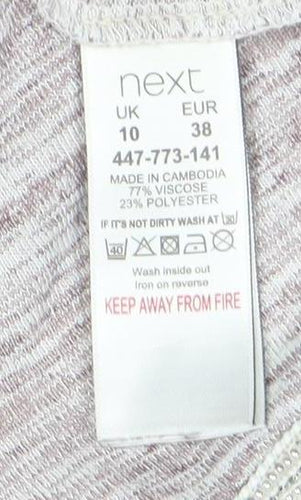 next
UK EUR
10 38
447-773-141
MADE IN CAMBODIA
77% VISCOSE
23% POLYESTER
IF IT'S NOT DIRTY WASH AT 30
40
Wash inside out
Iron on reverse
KEEP AWAY FROM FIRE